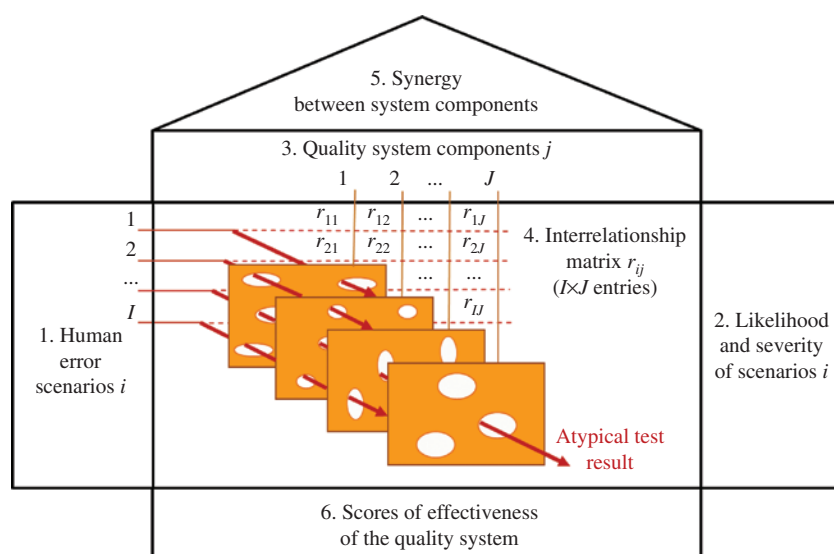 5. Synergy
between system components
3. Quality system components j
1 2 ... J
1 r11 r12 ... r1J
2 r21 r22 ... r2J
... ... ...
I rIJ
4. Interrelationship
matrix rij
(I×J entries)
1. Human
error
scenarios i
2. Likelihood
and severity
of scenarios i
Atypical test
result
6. Scores of effectiveness
of the quality system